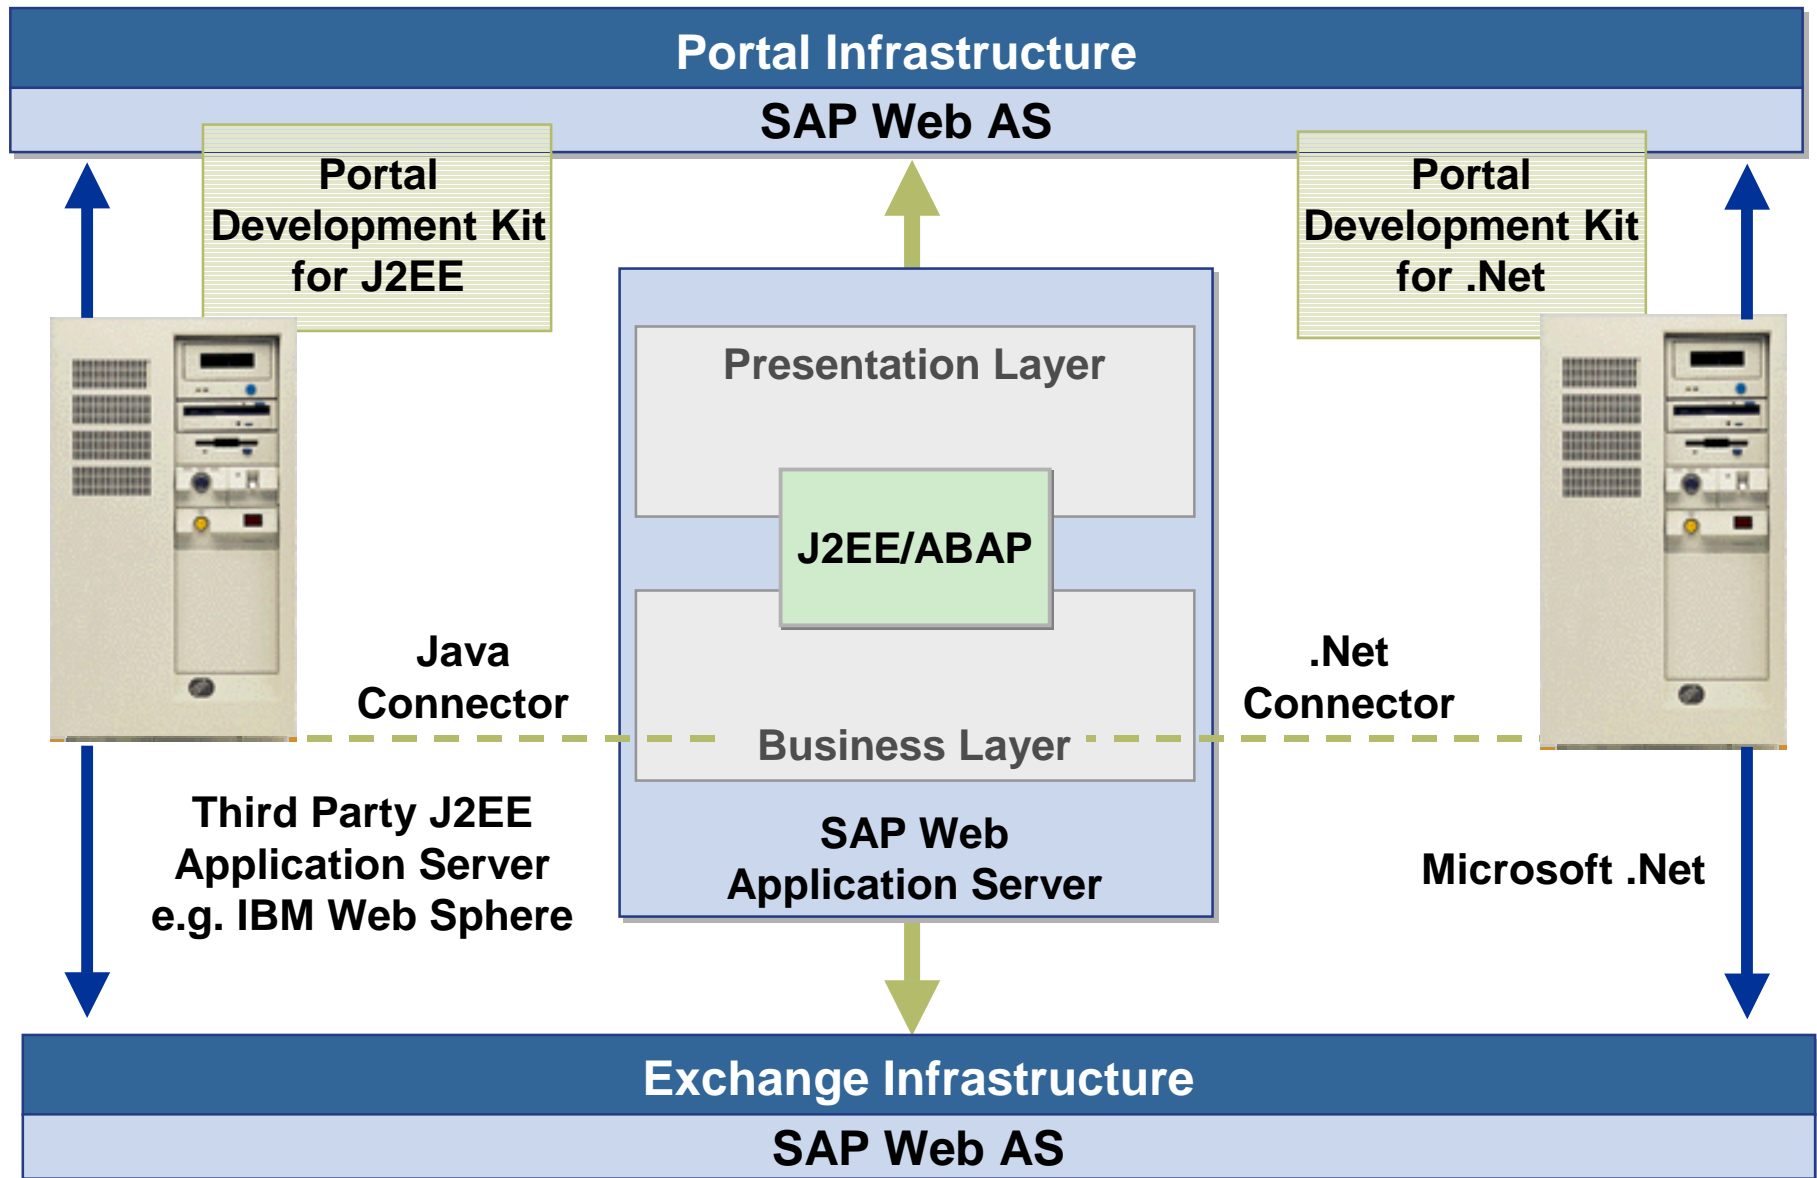 Portal Infrastructure
SAP Web AS
Portal
Development Kit
for J2EE
Portal
Development Kit
for .Net
Presentation Layer
J2EE/ABAP
Java
Connector
.Net
Connector
Business Layer
Third Party J2EE
Application Server
e.g. IBM Web Sphere
SAP Web
Application Server
Microsoft .Net
Exchange Infrastructure
SAP Web AS